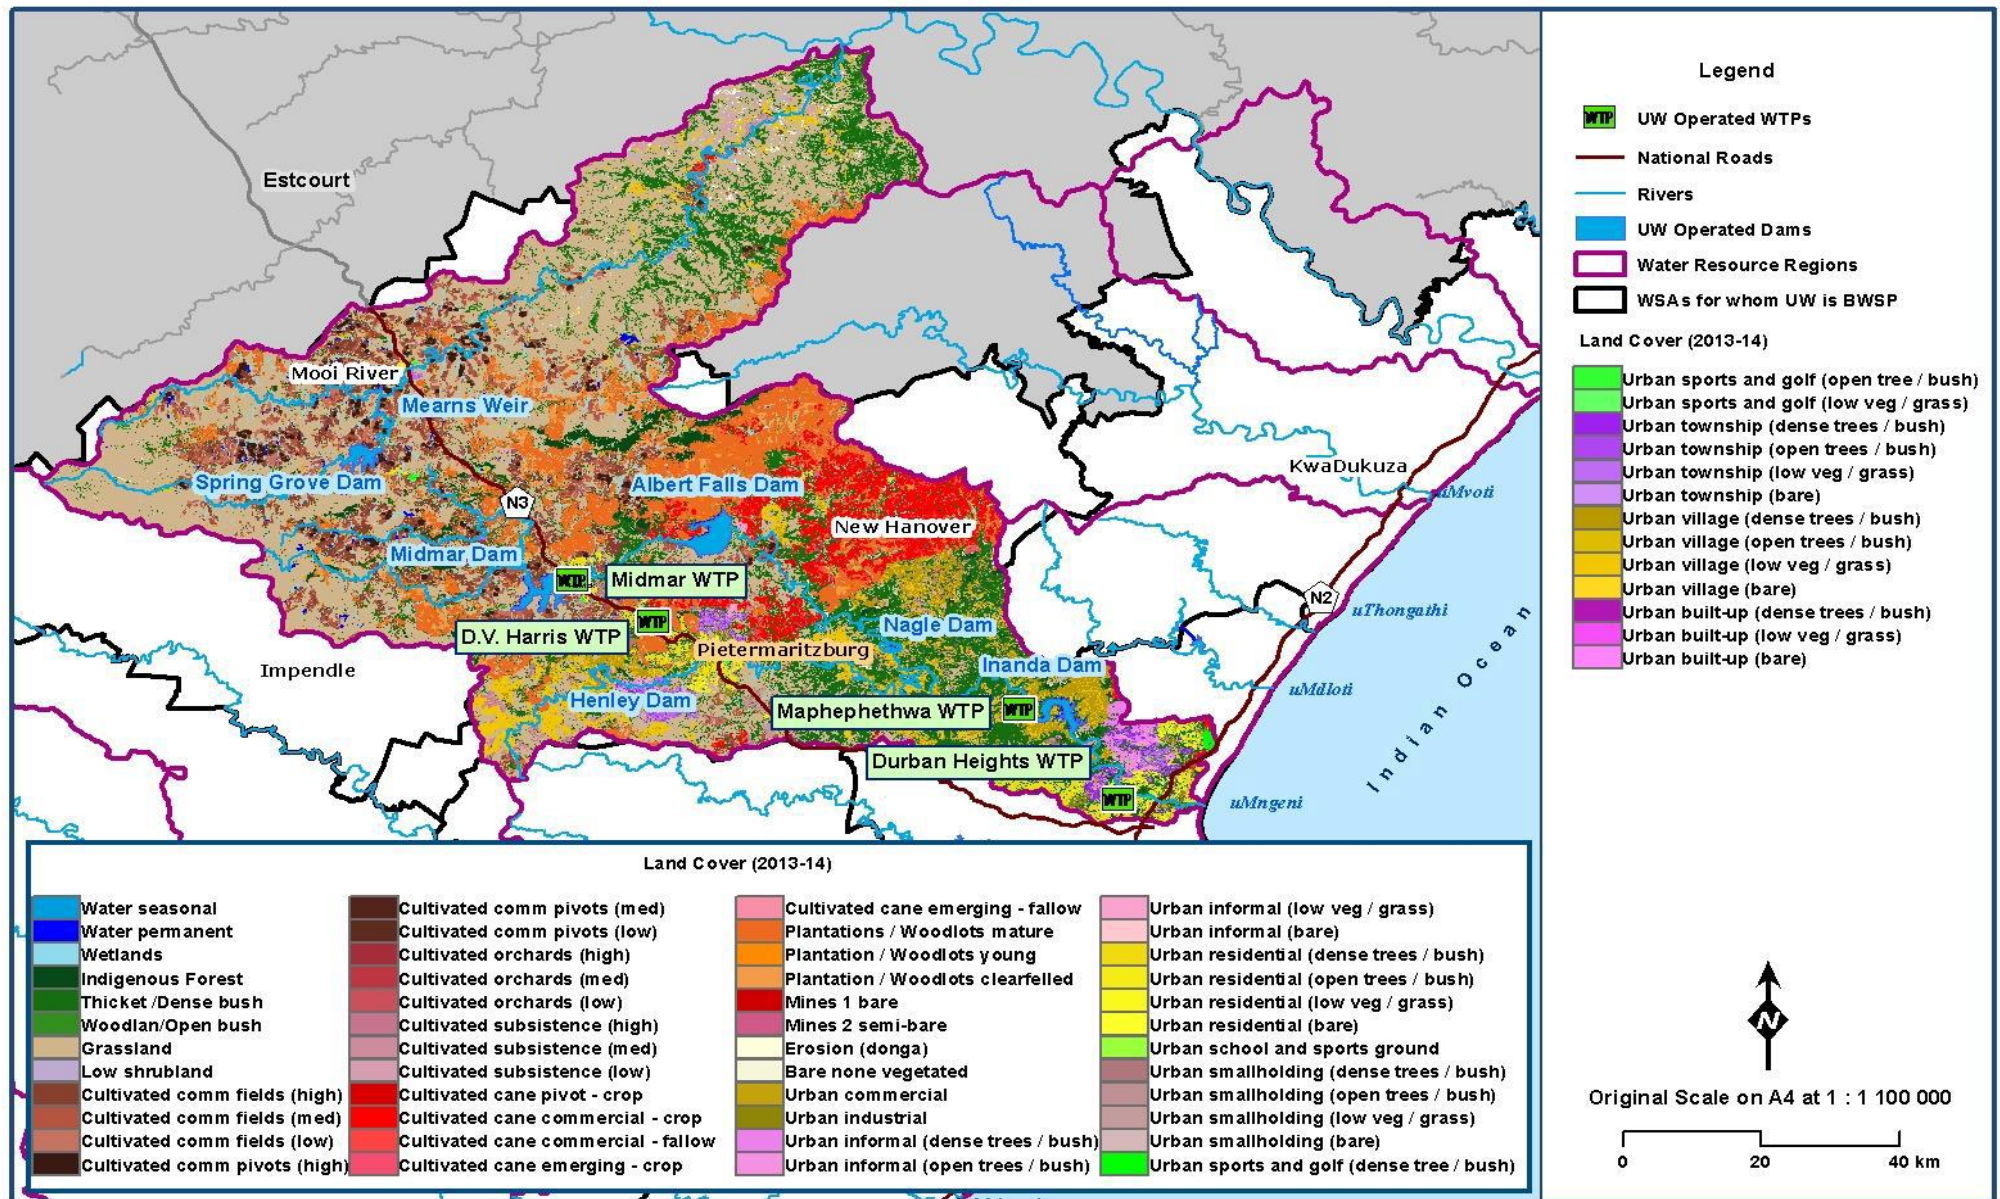 Estcourt
Mooi River
Mearns Weir
Spring Grove Dam
Albert Falls Dam
KwaDukuza
uMvoti
N3
New Hanover
Midmar Dam
WTP
Midmar WTP
N2
uThongathi
WTP
D.V. Harris WTP
Nagle Dam
Pietermaritzburg
Impendle
Inanda Dam
uMdloti
Henley Dam
Maphephethwa WTP
WTP
Durban Heights WTP
WTP
uMngeni
Indian Ocean
Legend
WTP UW Operated WTPs
National Roads
Rivers
UW Operated Dams
Water Resource Regions
WSAs for whom UW is BWSP
Land Cover (2013-14)
Urban sports and golf (open tree / bush)
Urban sports and golf (low veg / grass)
Urban township (dense trees / bush)
Urban township (open trees / bush)
Urban township (low veg / grass)
Urban township (bare)
Urban village (dense trees / bush)
Urban village (open trees / bush)
Urban village (low veg / grass)
Urban village (bare)
Urban built-up (dense trees / bush)
Urban built-up (low veg / grass)
Urban built-up (bare)
Land Cover (2013-14)
Water seasonal
Water permanent
Wetlands
Indigenous Forest
Thicket /Dense bush
Woodlan/Open bush
Grassland
Low shrubland
Cultivated comm fields (high)
Cultivated comm fields (med)
Cultivated comm fields (low)
Cultivated comm pivots (high)
Cultivated comm pivots (med)
Cultivated comm pivots (low)
Cultivated orchards (high)
Cultivated orchards (med)
Cultivated orchards (low)
Cultivated subsistence (high)
Cultivated subsistence (med)
Cultivated subsistence (low)
Cultivated cane pivot - crop
Cultivated cane commercial - crop
Cultivated cane commercial - fallow
Cultivated cane emerging - crop
Cultivated cane emerging - fallow
Plantations / Woodlots mature
Plantation / Woodlots young
Plantation / Woodlots clearfelled
Mines 1 bare
Mines 2 semi-bare
Erosion (donga)
Bare none vegetated
Urban commercial
Urban industrial
Urban informal (dense trees / bush)
Urban informal (open trees / bush)
Urban informal (low veg / grass)
Urban informal (bare)
Urban residential (dense trees / bush)
Urban residential (open trees / bush)
Urban residential (low veg / grass)
Urban residential (bare)
Urban school and sports ground
Urban smallholding (dense trees / bush)
Urban smallholding (open trees / bush)
Urban smallholding (low veg / grass)
Urban smallholding (bare)
Urban sports and golf (dense tree / bush)
N
Original Scale on A4 at 1 : 1 100 000
0 20 40 km